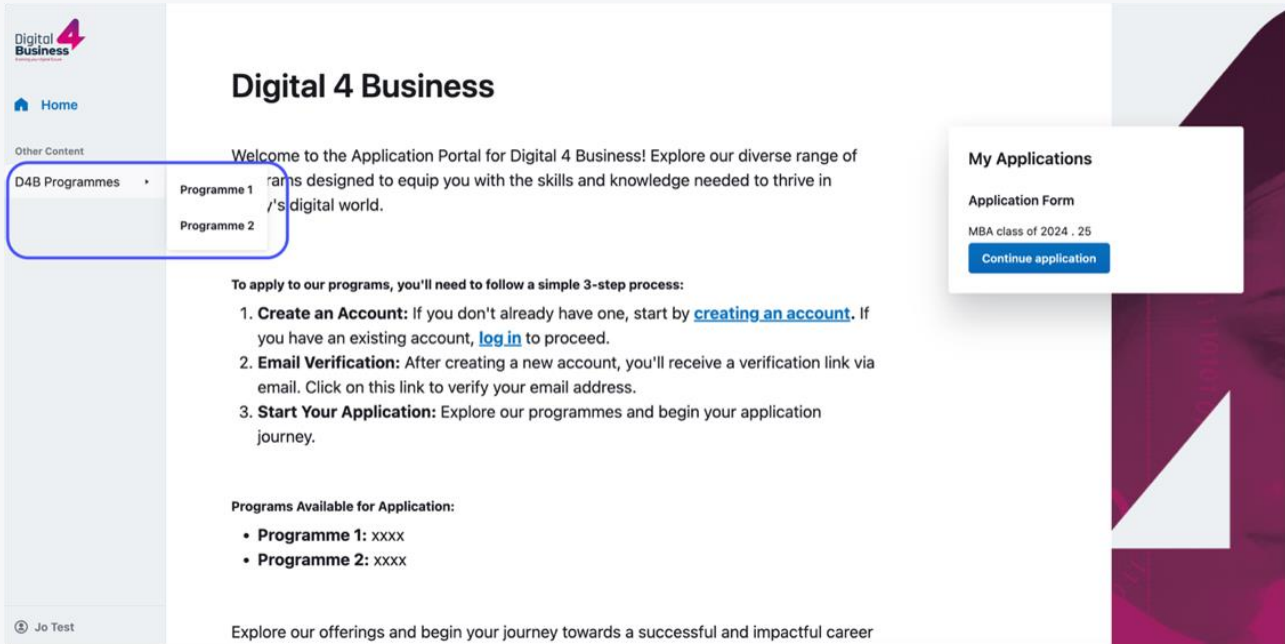 Digital 4
Business
Home
Other Content
D4B Programmes
Programme 1
Programme 2
Digital 4 Business
Welcome to the Application Portal for Digital 4 Business! Explore our diverse range of
rams designed to equip you with the skills and knowledge needed to thrive in
y's digital world.
To apply to our programs, you'll need to follow a simple 3-step process:
1. Create an Account: If you don't already have one, start by creating an account. If
you have an existing account, log in to proceed.
2. Email Verification: After creating a new account, you'll receive a verification link via
email. Click on this link to verify your email address.
3. Start Your Application: Explore our programmes and begin your application
journey.
Programs Available for Application:
• Programme 1: xxxx
• Programme 2: xxxx
Explore our offerings and begin your journey towards a successful and impactful career
My Applications
Application Form
MBA class of 2024 . 25
Continue application
Jo Test